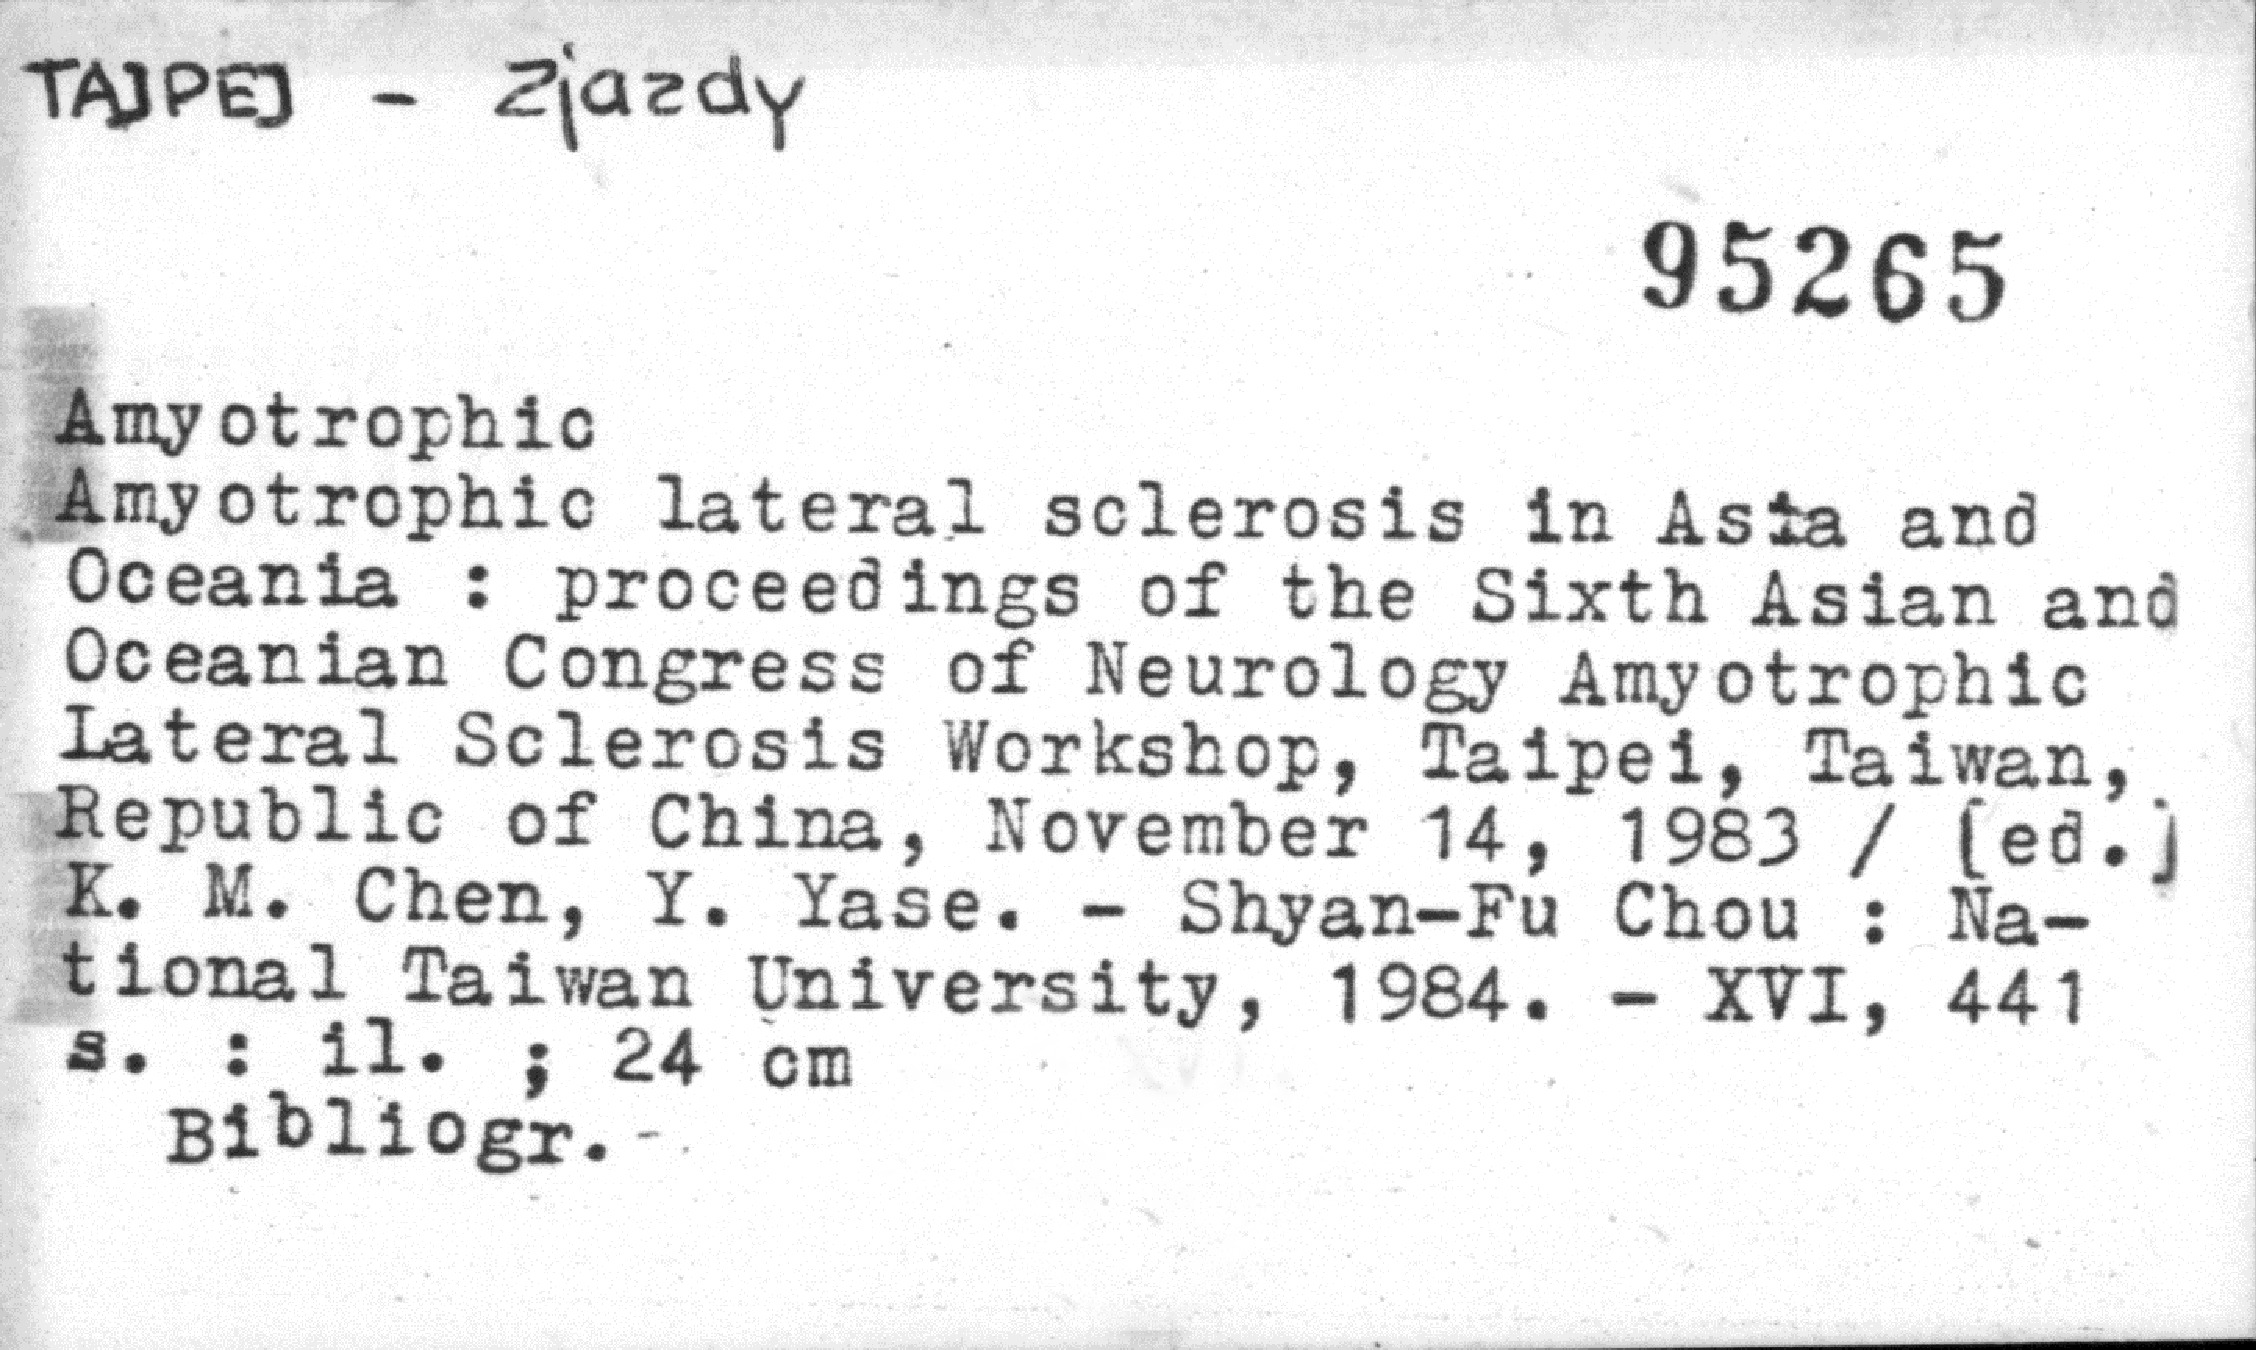 TAJPEJ - Zjazdy
95265
Amyotrophic
Amyotrophic lateral sclerosis in Asia and
Oceania : proceedings of the Sixth Asian and
Oceanian Congress of Neurology Amyotrophic
Lateral Sclerosis Workshop, Taipei, Taiwan,
Republic of China, November 14, 1983 / [ed.]
K. M. Chen, Y. Yase. - Shyan-Fu Chou : Na-
tional Taiwan University, 1984. - XVI, 441
s. : il. ; 24 cm
Bibliogr.